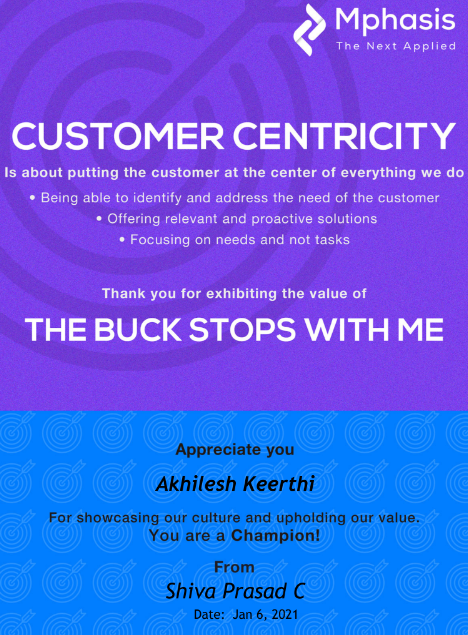 Mphasis
The Next Applied
CUSTOMER CENTRICITY
Is about putting the customer at the center of everything we do
• Being able to identify and address the need of the customer
• Offering relevant and proactive solutions
• Focusing on needs and not tasks
Thank you for exhibiting the value of
THE BUCK STOPS WITH ME
Appreciate you
Akhilesh Keerthi
For showcasing our culture and upholding our value.
You are a Champion!
From
Shiva Prasad C
Date: Jan 6, 2021